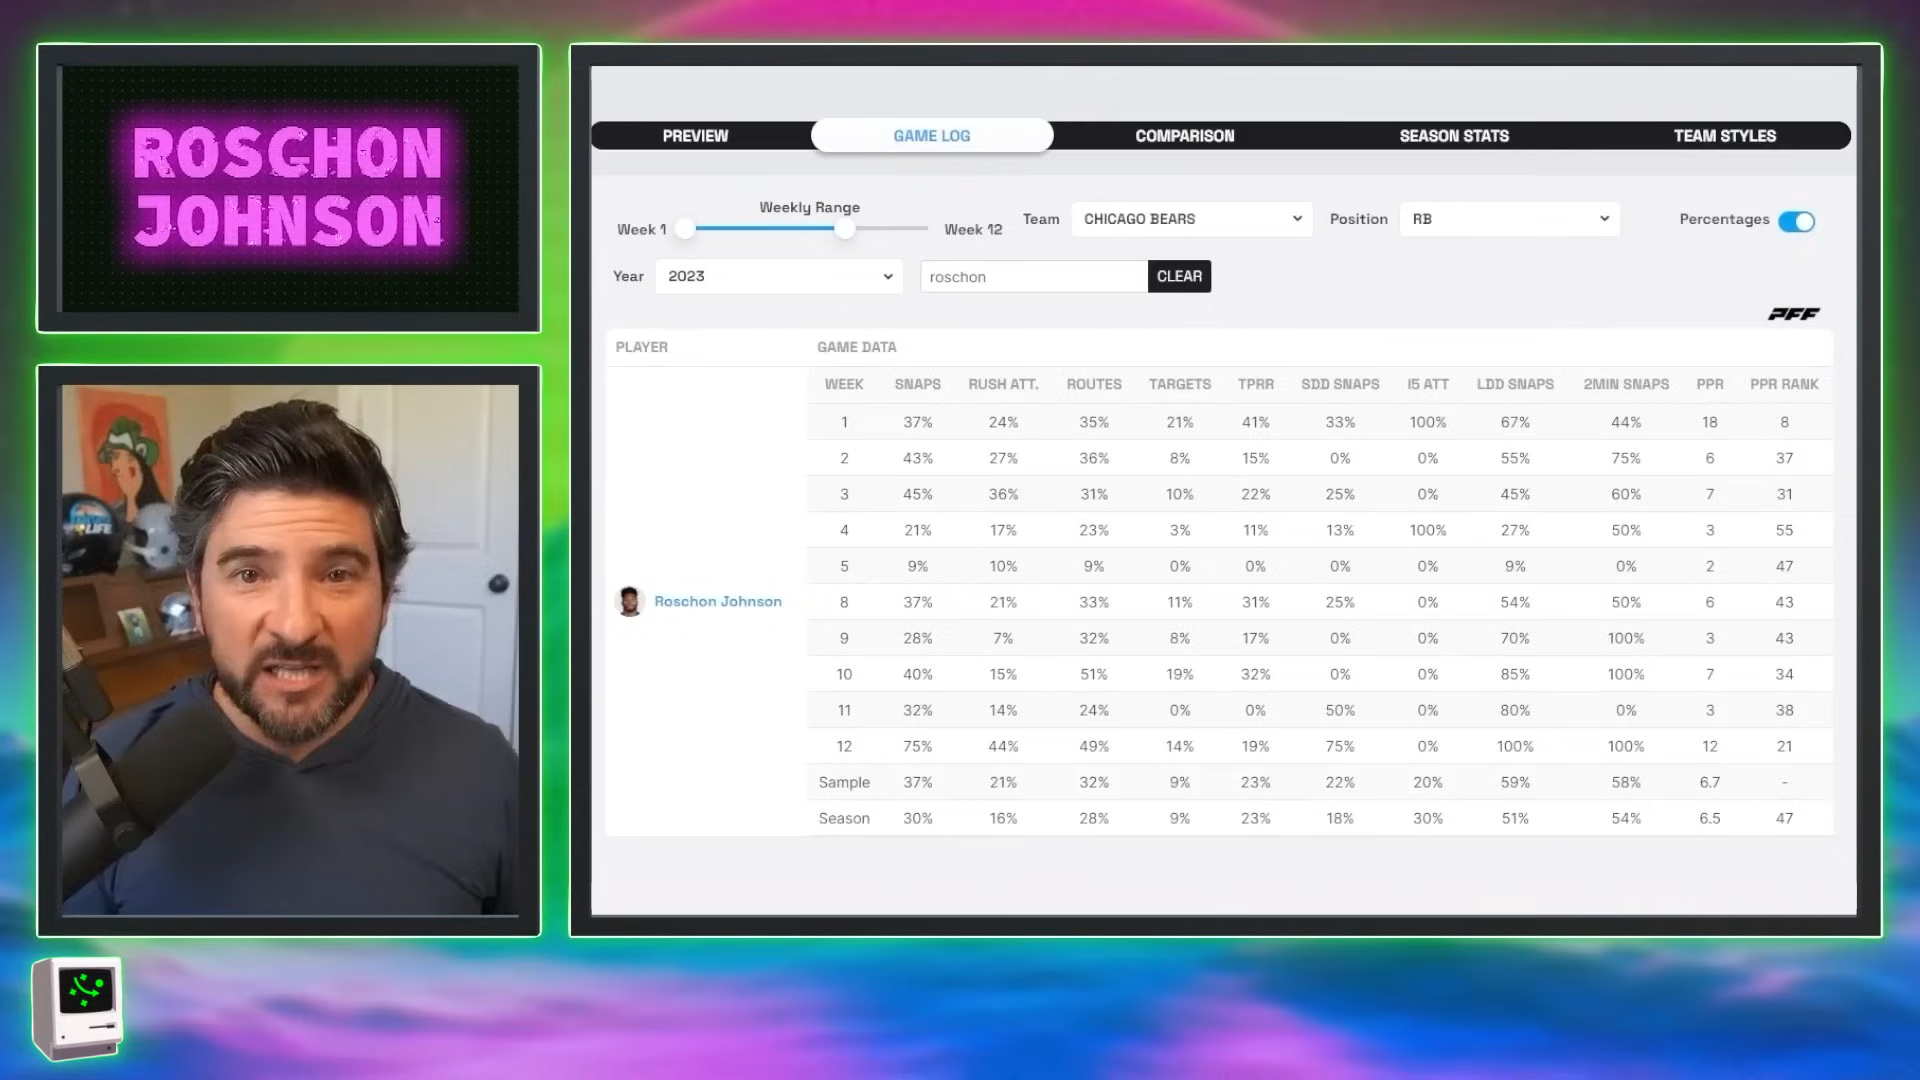 ROSCHON
JOHNSON
PREVIEW GAME LOG COMPARISON SEASON STATS TEAM STYLES
Weekly Range
Week 1 Week 12 Team CHICAGO BEARS Position RB Percentages
Year 2023 roschon CLEAR
PFF
PLAYER GAME DATA
WEEK SNAPS RUSH ATT. ROUTES TARGETS TPRR SDD SNAPS I5 ATT LDD SNAPS 2MIN SNAPS PPR PPR RANK
1 37% 24% 35% 21% 41% 33% 100% 67% 44% 18 8
2 43% 27% 36% 8% 15% 0% 0% 55% 75% 6 37
3 45% 36% 31% 10% 22% 25% 0% 45% 60% 7 31
4 21% 17% 23% 3% 11% 13% 100% 27% 50% 3 55
5 9% 10% 9% 0% 0% 0% 0% 9% 0% 2 47
Roschon Johnson 8 37% 21% 33% 11% 31% 25% 0% 54% 50% 6 43
9 28% 7% 32% 8% 17% 0% 0% 70% 100% 3 43
10 40% 15% 51% 19% 32% 0% 0% 85% 100% 7 34
11 32% 14% 24% 0% 0% 50% 0% 80% 0% 3 38
12 75% 44% 49% 14% 19% 75% 0% 100% 100% 12 21
Sample 37% 21% 32% 9% 23% 22% 20% 59% 58% 6.7 -
Season 30% 16% 28% 9% 23% 18% 30% 51% 54% 6.5 47